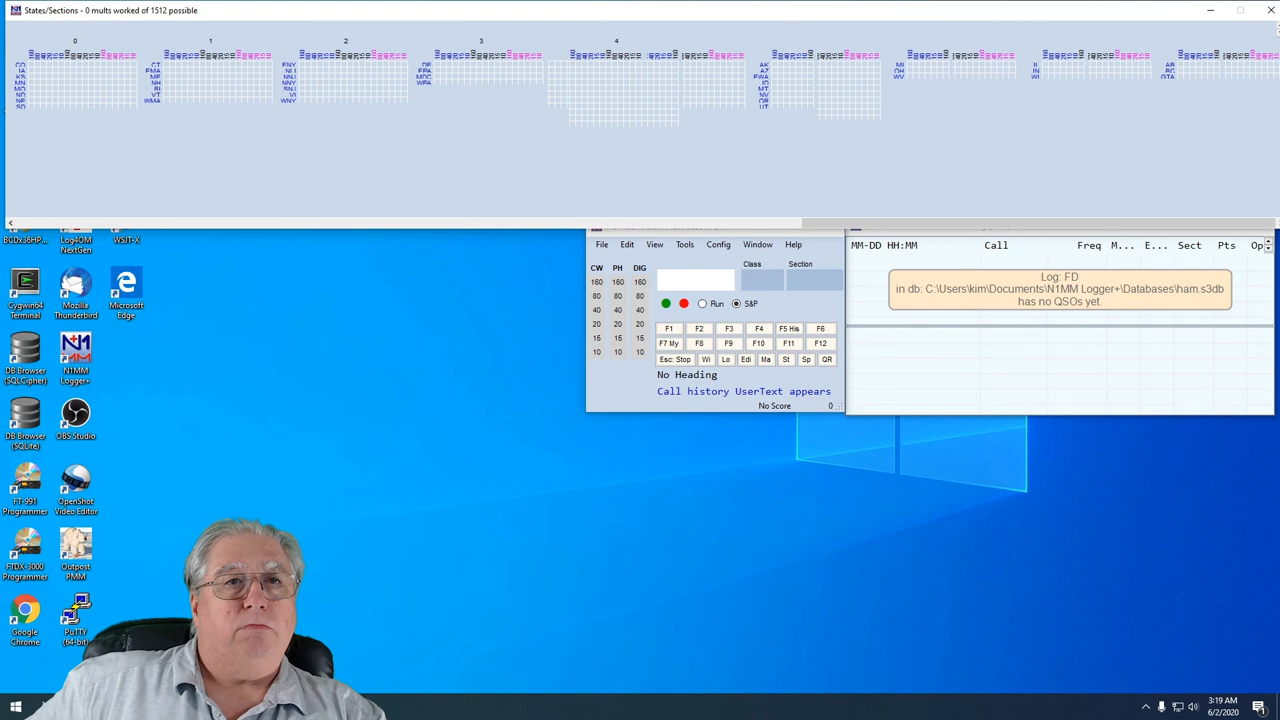 States/Sections - 0 mults worked of 1512 possible
0 1 2 3 4
CO CT ENY DE AK MI IL AB
IA EMA NLI EPA AZ OH IN BC
KS ME NNJ MDC EWA WV WI GTA
MN NH NNY WPA ID
MO RI SNJ MT
ND VT VI NV
NE WMA WNY OR
SD UT
BCDx36HP... Log4OM NextGen WSJT-X
Cygwin64 Terminal
Mozilla Thunderbird
Microsoft Edge
DB Browser (SQLCipher)
N1MM Logger+
DB Browser (SQLite)
OBS Studio
FT-991 Programmer
OpenShot Video Editor
FTDX-3000 Programmer
Outpost PMM
Google Chrome
PuTTY (64-bit)
File Edit View Tools Config Window Help
Class Section
CW PH DIG
160 160 160
80 80 80
40 40 40
20 20 20
15 15 15
10 10 10
Run S&P
F1 F2 F3 F4 F5 His F6
F7 My F8 F9 F10 F11 F12
Esc: Stop Wi Lo Edi Ma St Sp QR
No Heading
Call history UserText appears
No Score 0
MM-DD HH:MM Call Freq M... E... Sect Pts Op
Log: FD
in db: C:\Users\kim\Documents\N1MM Logger+\Databases\ham.s3db
has no QSOs yet.
3:19 AM
6/2/2020